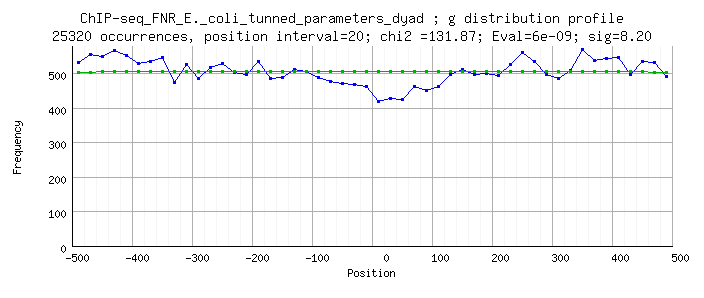 ChIP-seq_FNR_E._coli_tunned_parameters_dyad ; g distribution profile
25320 occurrences, position interval=20; chi2 =131.87; Eval=6e-09; sig=8.20
500
400
300
200
100
0
Frequency
-500 -400 -300 -200 -100 0 100 200 300 400 500
Position